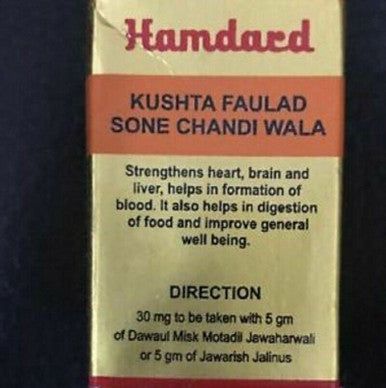 Hamdard
KUSHTA FAULAD
SONE CHANDI WALA
Strengthens heart, brain and
liver, helps in formation of
blood. It also helps in digestion
of food and improve general
well being.
DIRECTION
30 mg to be taken with 5 gm
of Dawaul Misk Motadil Jawaharwali
or 5 gm of Jawarish Jalinus